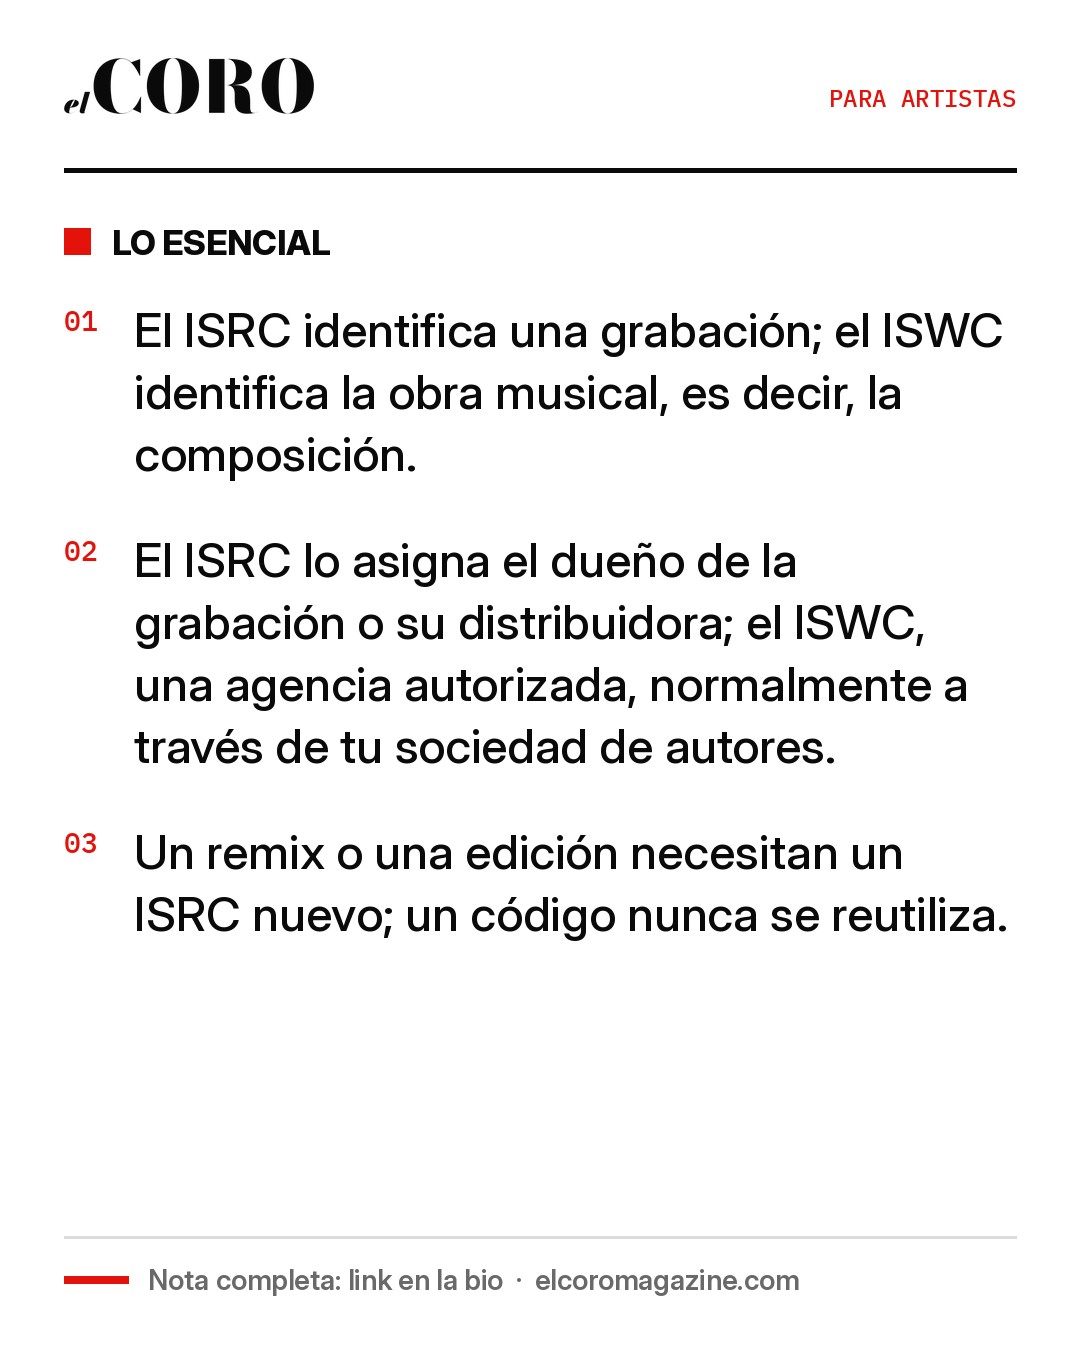 el CORO
PARA ARTISTAS
LO ESENCIAL
01 El ISRC identifica una grabación; el ISWC
identifica la obra musical, es decir, la
composición.
02 El ISRC lo asigna el dueño de la
grabación o su distribuidora; el ISWC,
una agencia autorizada, normalmente a
través de tu sociedad de autores.
03 Un remix o una edición necesitan un
ISRC nuevo; un código nunca se reutiliza.
Nota completa: link en la bio · elcoromagazine.com